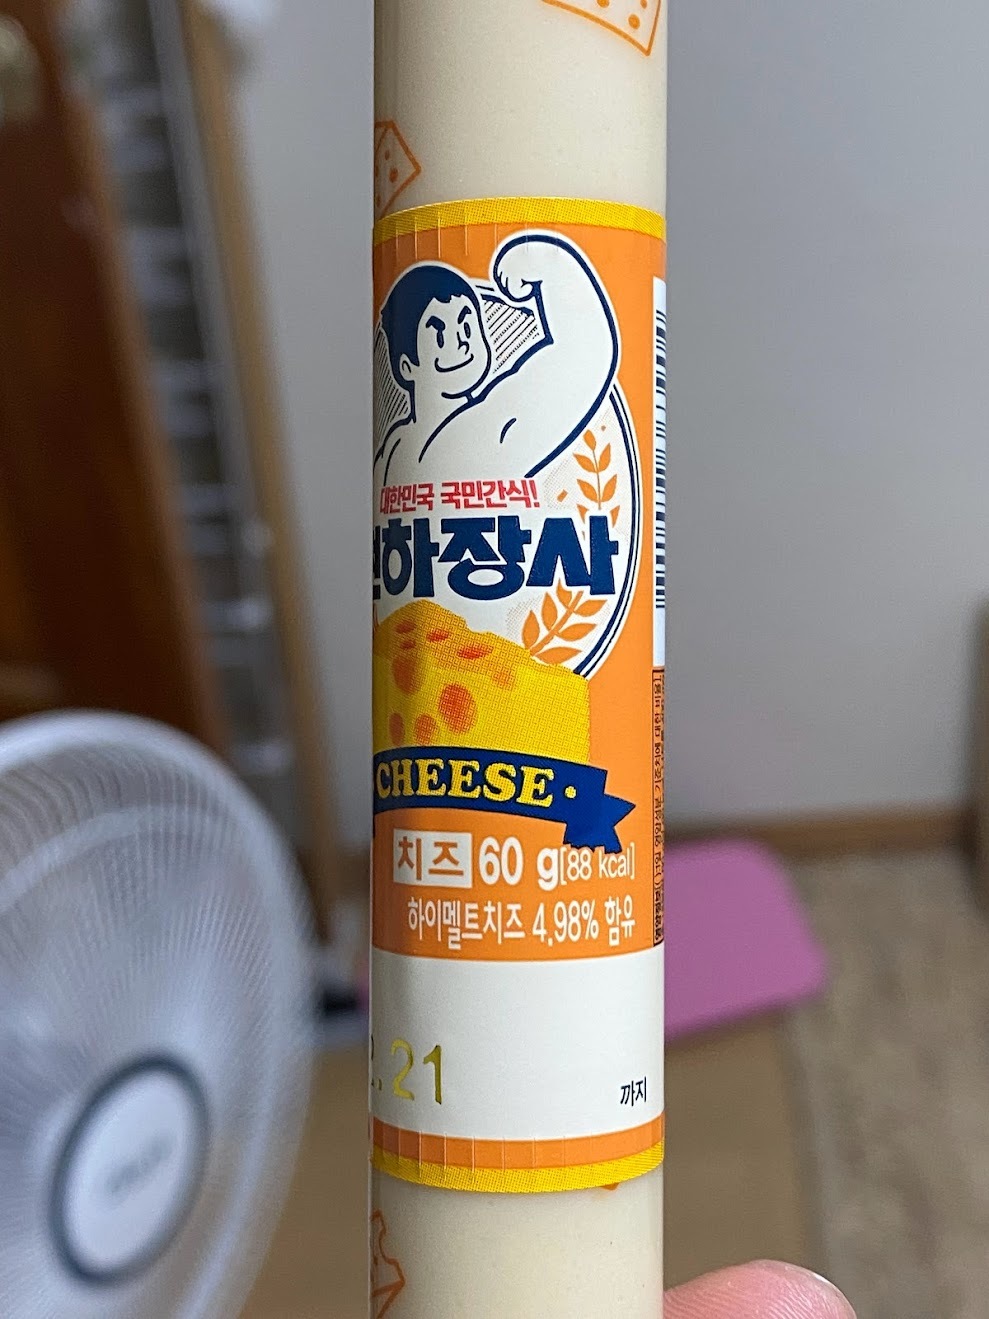 대한민국 국민간식!
천하장사
CHEESE
치즈 60 g[88 kcal]
하이멜트치즈 4.98% 함유
.21
까지